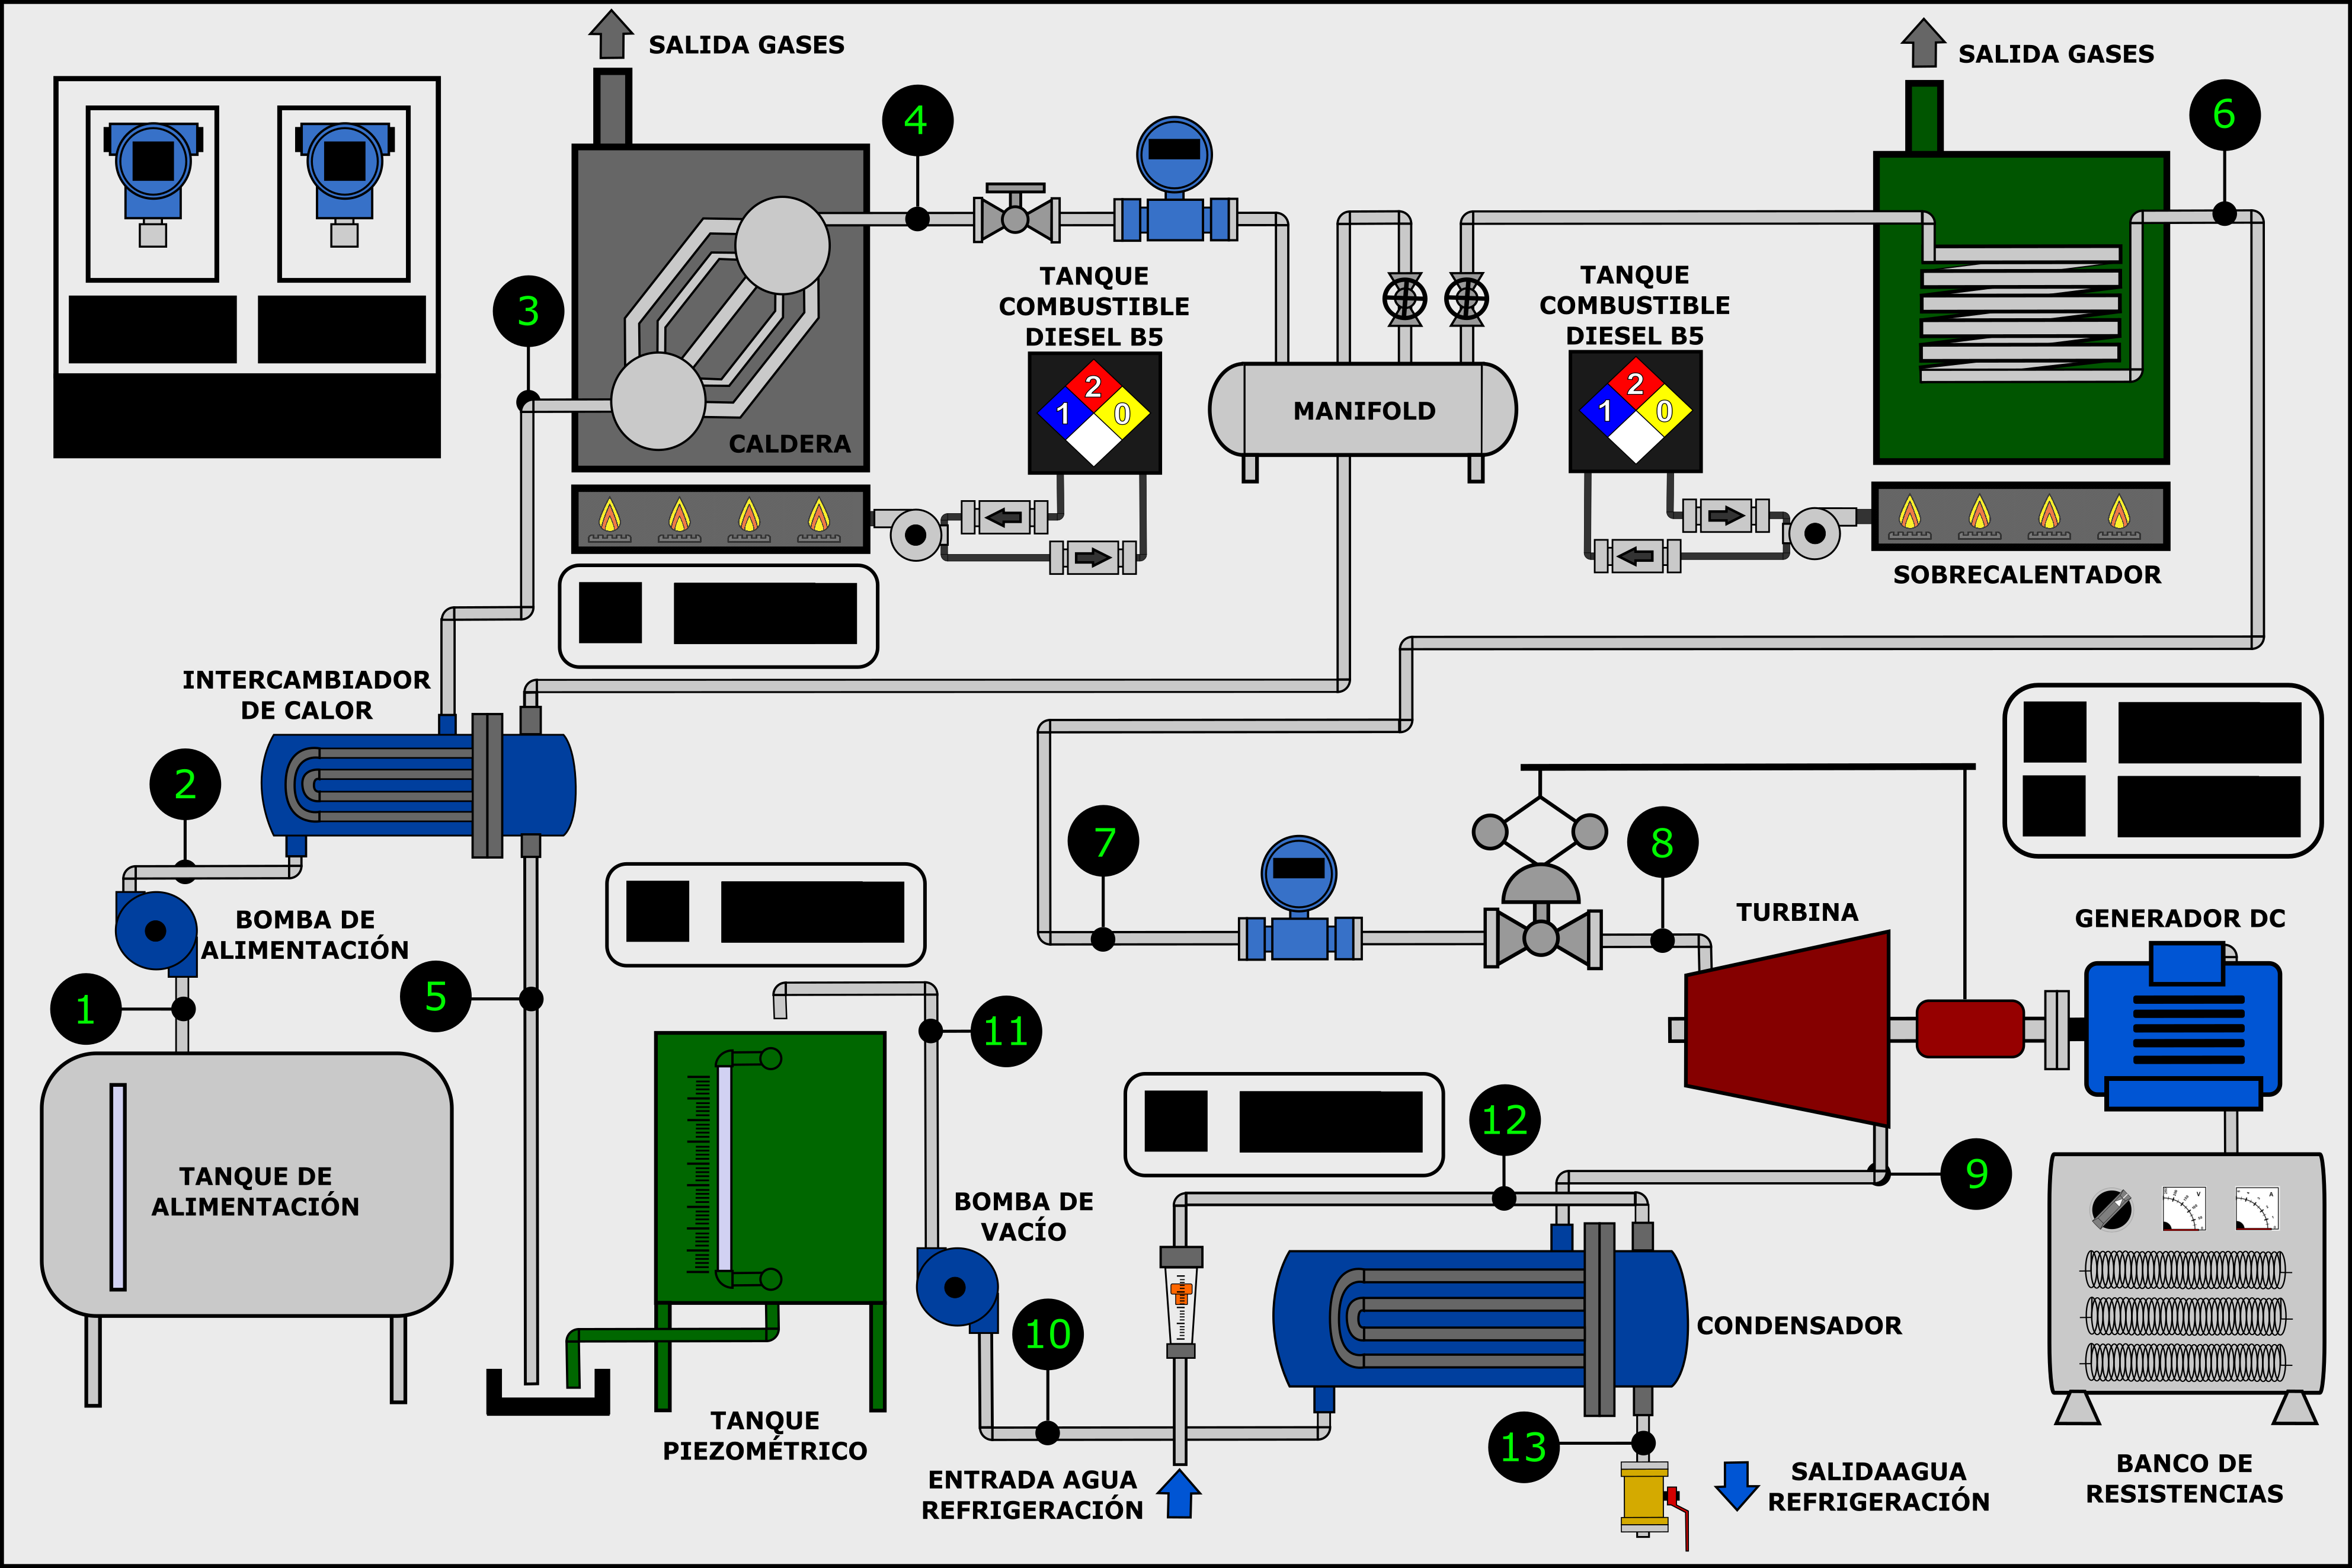 SALIDA GASES
SALIDA GASES
4
6
3
TANQUE
COMBUSTIBLE
DIESEL B5
2
1
0
TANQUE
COMBUSTIBLE
DIESEL B5
2
1
0
MANIFOLD
CALDERA
SOBRECALENTADOR
INTERCAMBIADOR
DE CALOR
2
7
8
TURBINA
BOMBA DE
ALIMENTACIÓN
GENERADOR DC
5
1
11
12
9
TANQUE DE
ALIMENTACIÓN
BOMBA DE
VACÍO
V
A
10
CONDENSADOR
TANQUE
PIEZOMÉTRICO
13
ENTRADA AGUA
REFRIGERACIÓN
SALIDAAGUA
REFRIGERACIÓN
BANCO DE
RESISTENCIAS